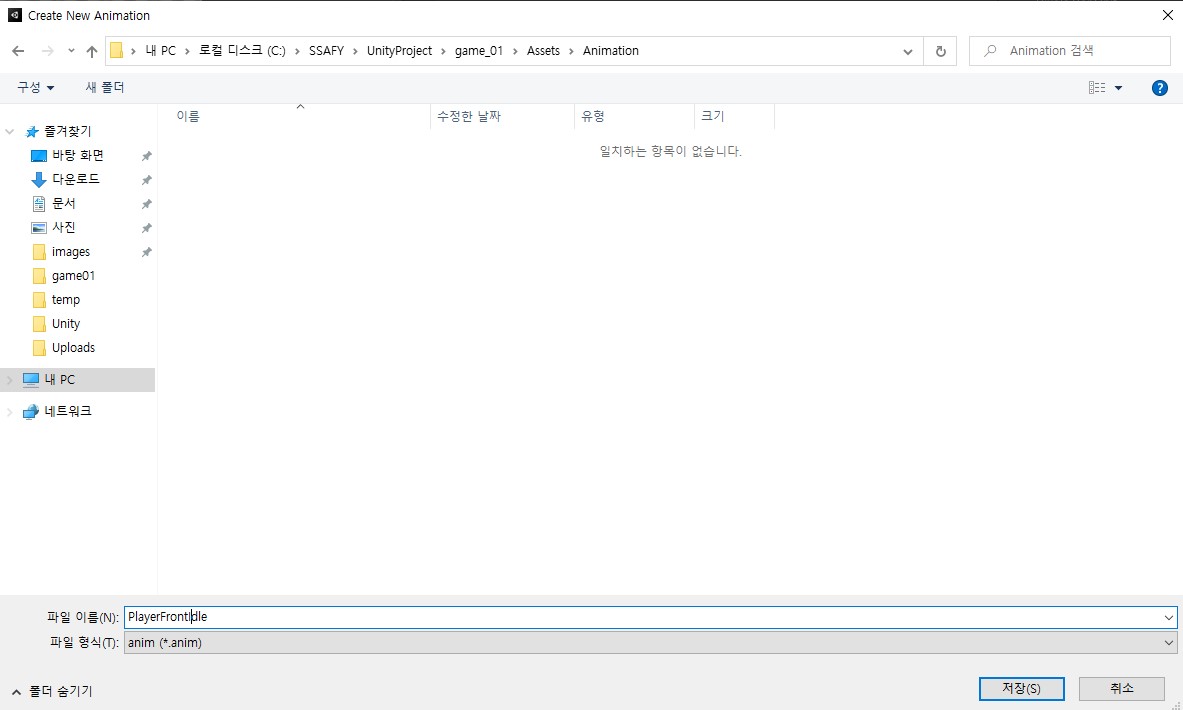 Create New Animation
내 PC > 로컬 디스크 (C:) > SSAFY > UnityProject > game_01 > Assets > Animation
Animation 검색
구성
새 폴더
이름
수정한 날짜
유형
크기
일치하는 항목이 없습니다.
즐겨찾기
바탕 화면
다운로드
문서
사진
images
game01
temp
Unity
Uploads
내 PC
네트워크
파일 이름(N): PlayerFrontIdle
파일 형식(T): anim (*.anim)
폴더 숨기기
저장(S)
취소